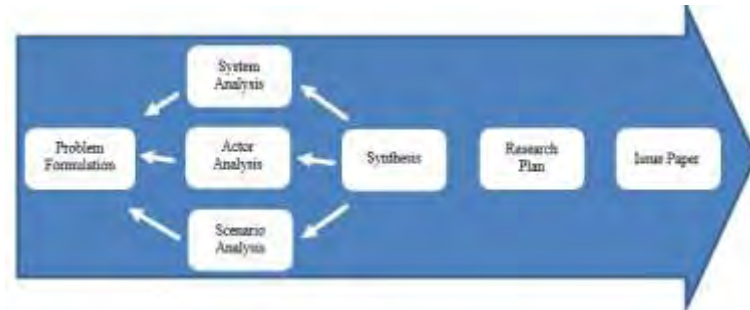 System
Analysis
Problem
Formulation
Actor
Analysis
Synthesis
Research
Plan
Issue Paper
Scenario
Analysis